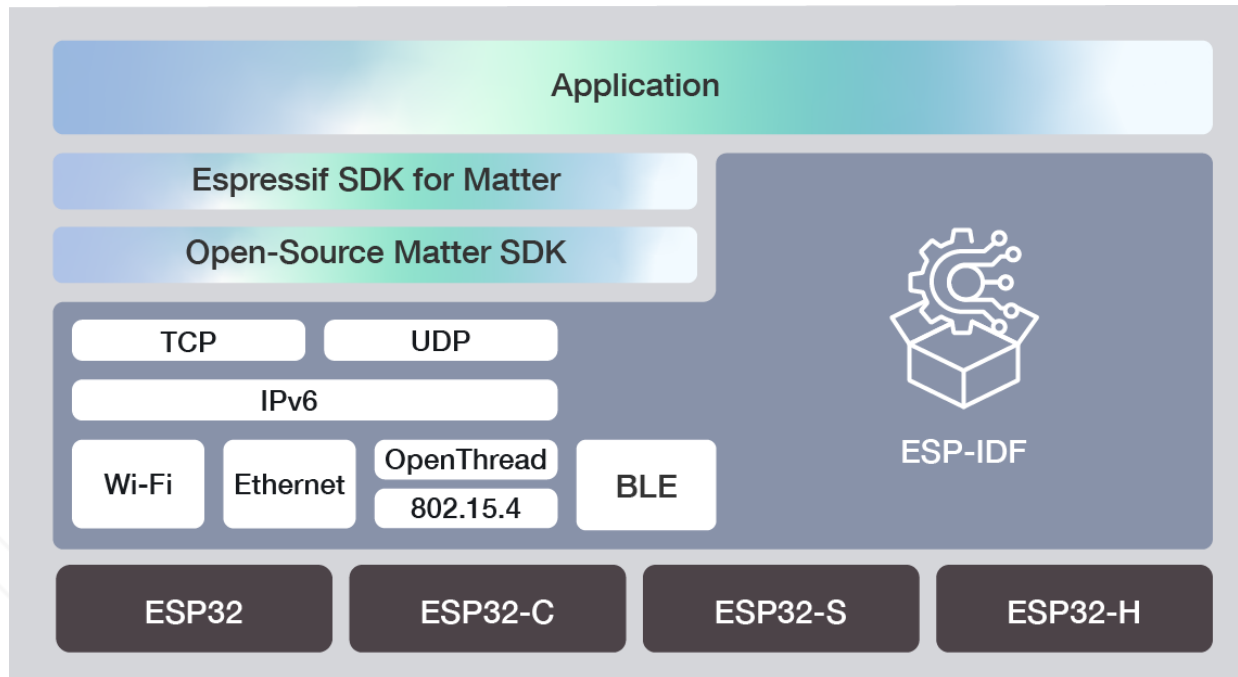 Application
Espressif SDK for Matter
Open-Source Matter SDK
TCP
UDP
IPv6
Wi-Fi
Ethernet
OpenThread
802.15.4
BLE
ESP-IDF
ESP32
ESP32-C
ESP32-S
ESP32-H